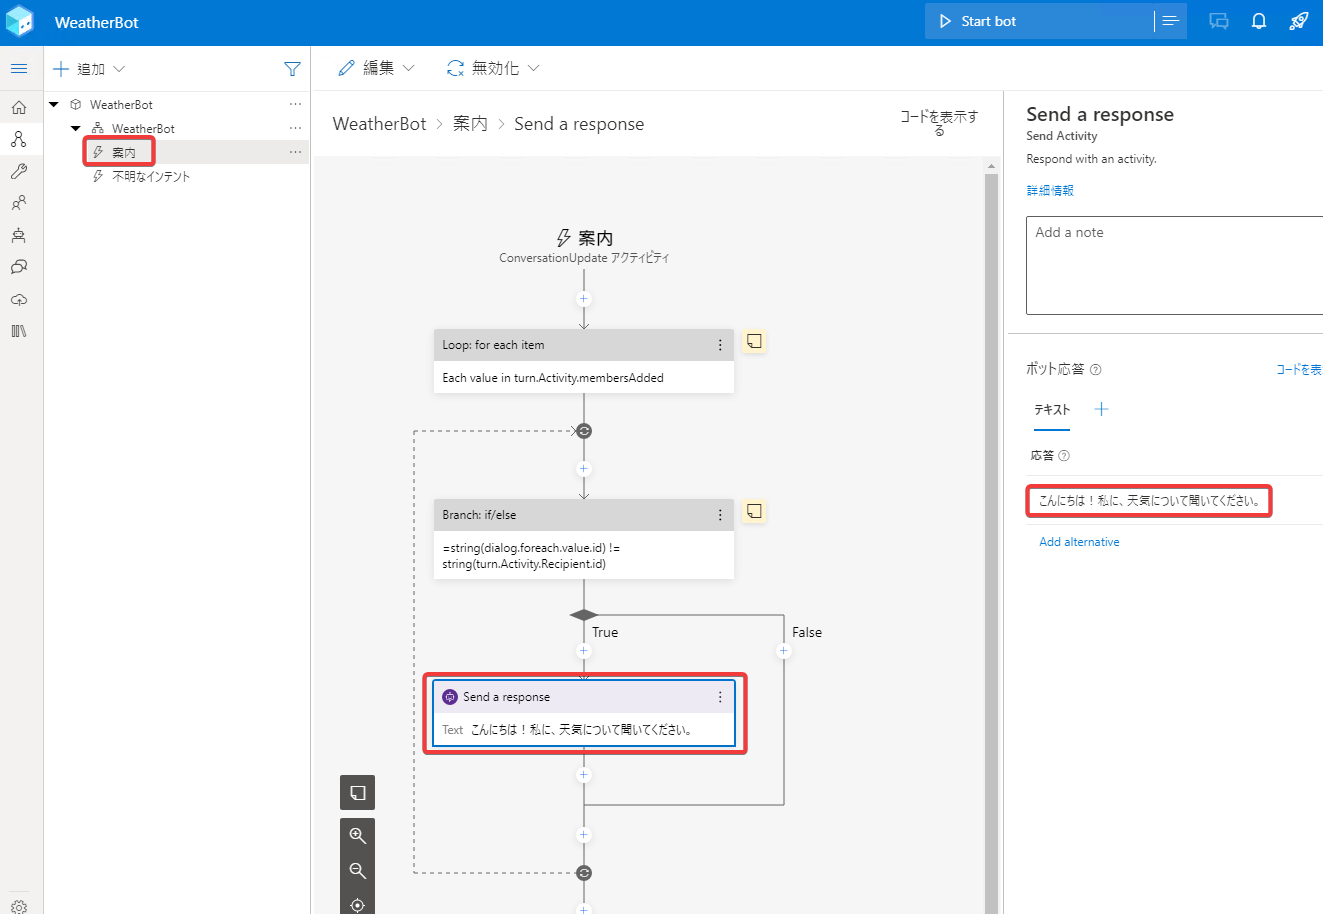 WeatherBot
Start bot
追加
編集
無効化
WeatherBot
WeatherBot
案内
不明なインテント
WeatherBot > 案内 > Send a response
コードを表示す
る
案内
ConversationUpdate アクティビティ
Loop: for each item
Each value in turn.Activity.membersAdded
Branch: if/else
=string(dialog.foreach.value.id) !=
string(turn.Activity.Recipient.id)
True
False
Send a response
Text こんにちは！私に、天気について聞いてください。
Send a response
Send Activity
Respond with an activity.
詳細情報
Add a note
ボット応答
コードを表
テキスト
応答
こんにちは！私に、天気について聞いてください。
Add alternative